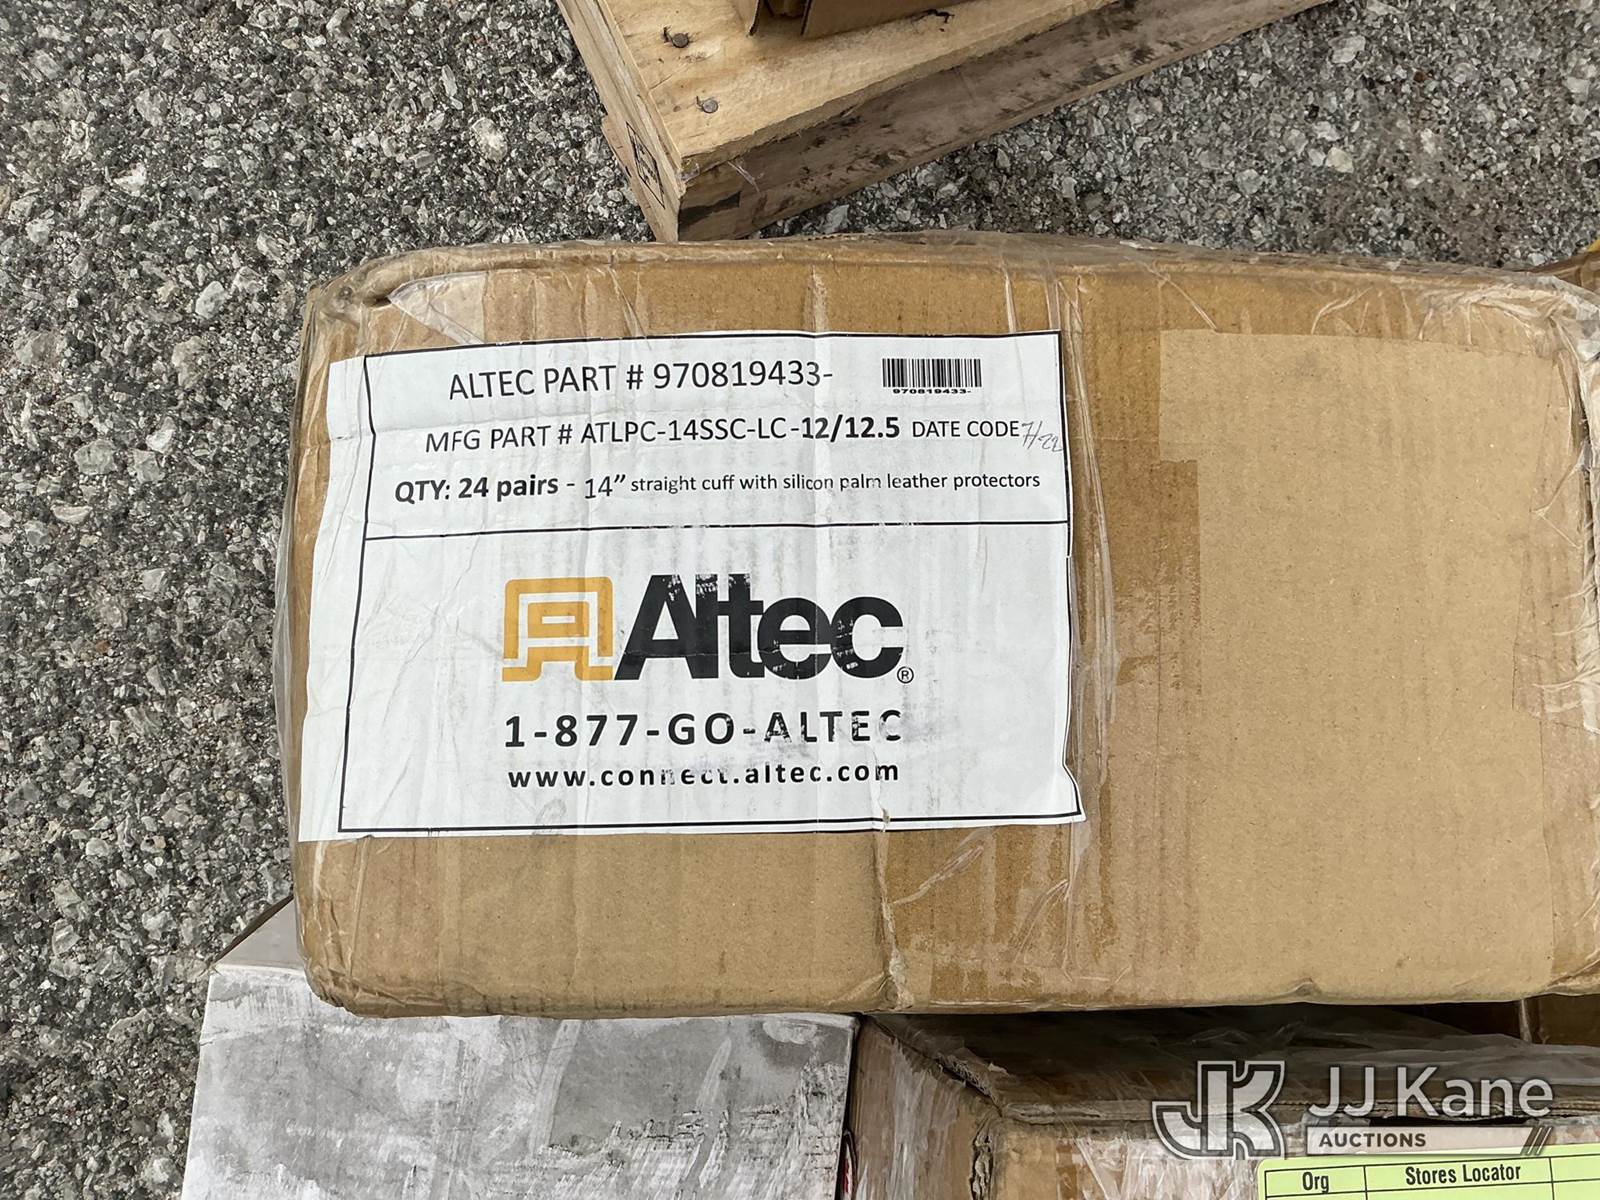 ALTEC PART # 970819433-
970819433-
MFG PART # ATLPC-14SSC-LC-12/12.5 DATE CODE 7/22
QTY: 24 pairs - 14" straight cuff with silicon palm leather protectors
Altec®
1-877-GO-ALTEC
www.connect.altec.com
JK JJ Kane
AUCTIONS
Org Stores Locator